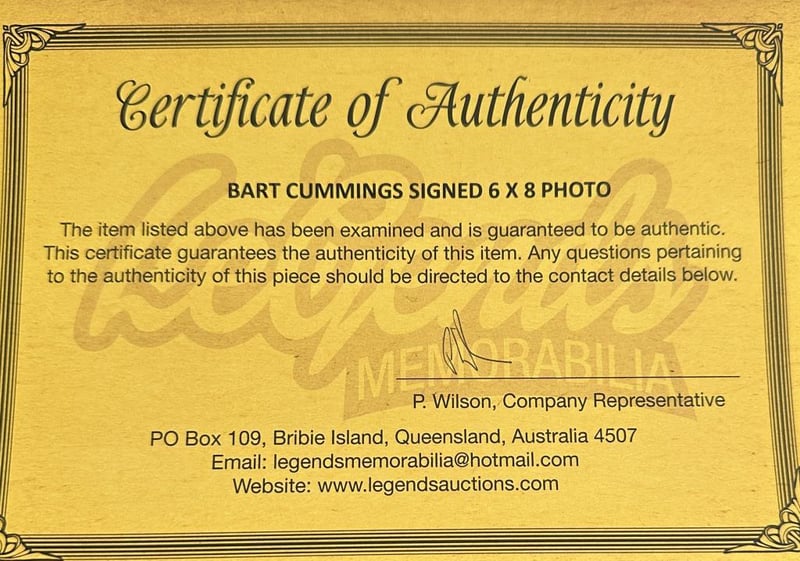 Certificate of Authenticity
BART CUMMINGS SIGNED 6 X 8 PHOTO
The item listed above has been examined and is guaranteed to be authentic.
This certificate guarantees the authenticity of this item. Any questions pertaining
to the authenticity of this piece should be directed to the contact details below.
Legends
MEMORABILIA
P. Wilson, Company Representative
PO Box 109, Bribie Island, Queensland, Australia 4507
Email: legendsmemorabilia@hotmail.com
Website: www.legendsauctions.com